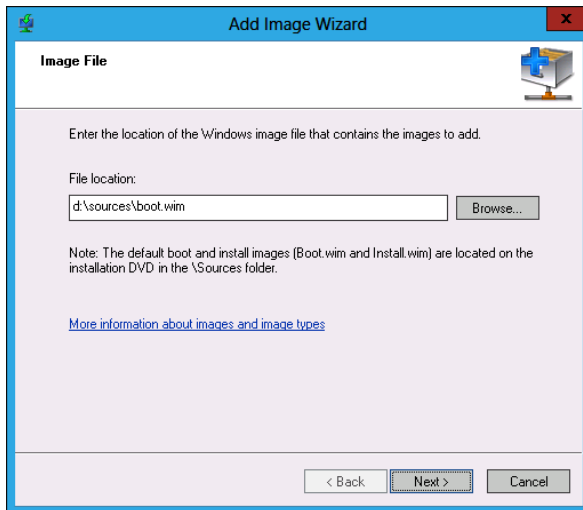 Add Image Wizard
x
Image File
Enter the location of the Windows image file that contains the images to add.
File location:
d:\sources\boot.wim
Browse...
Note: The default boot and install images (Boot.wim and Install.wim) are located on the
installation DVD in the \Sources folder.
More information about images and image types
< Back
Next >
Cancel